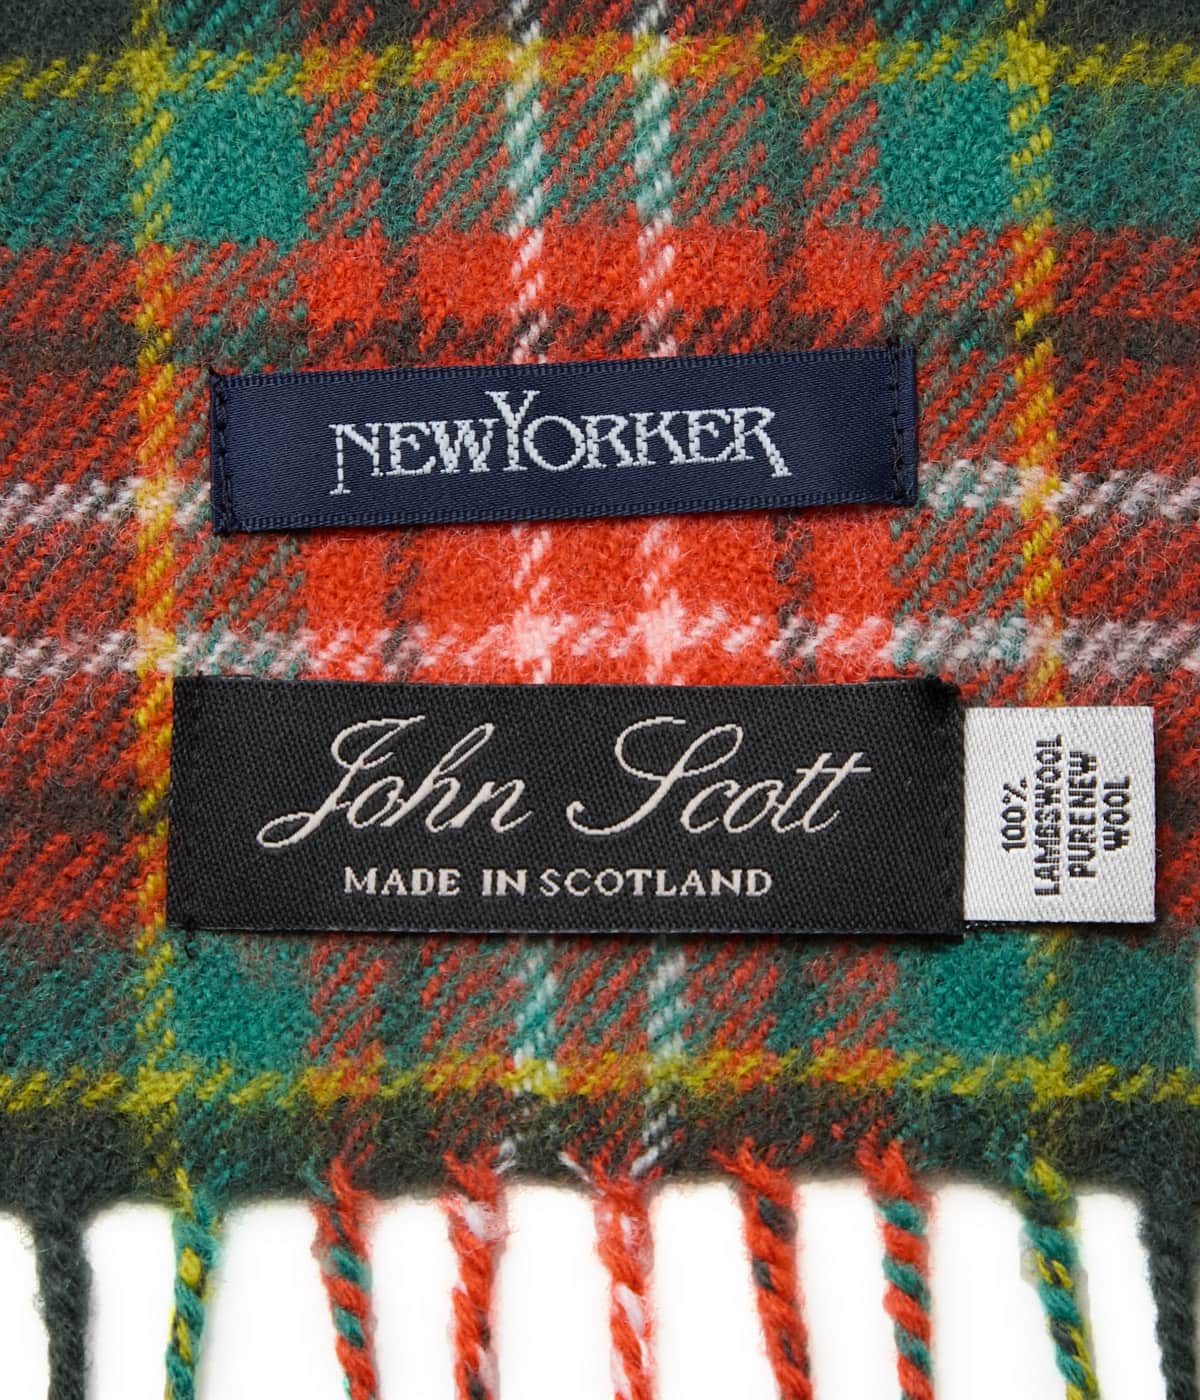 NEWYORKER
John Scott
MADE IN SCOTLAND
100%
LAMBSWOOL
PURE NEW
WOOL